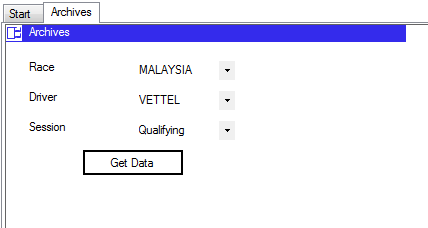 Start Archives
Archives
Race MALAYSIA
Driver VETTEL
Session Qualifying
Get Data